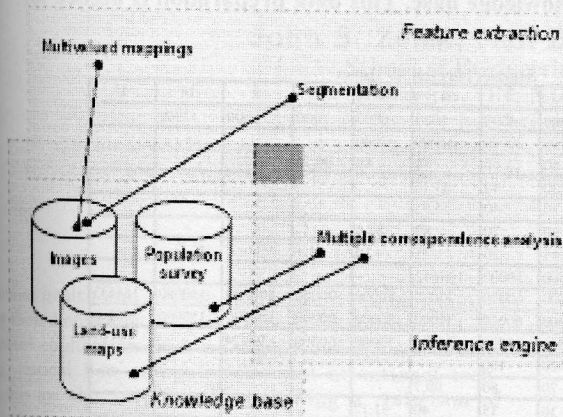 Feature extraction
Multivalued mappings
Segmentation
Images
Population
survey
Multiple correspondence analysis
Land-use
maps
Inference engine
Knowledge base